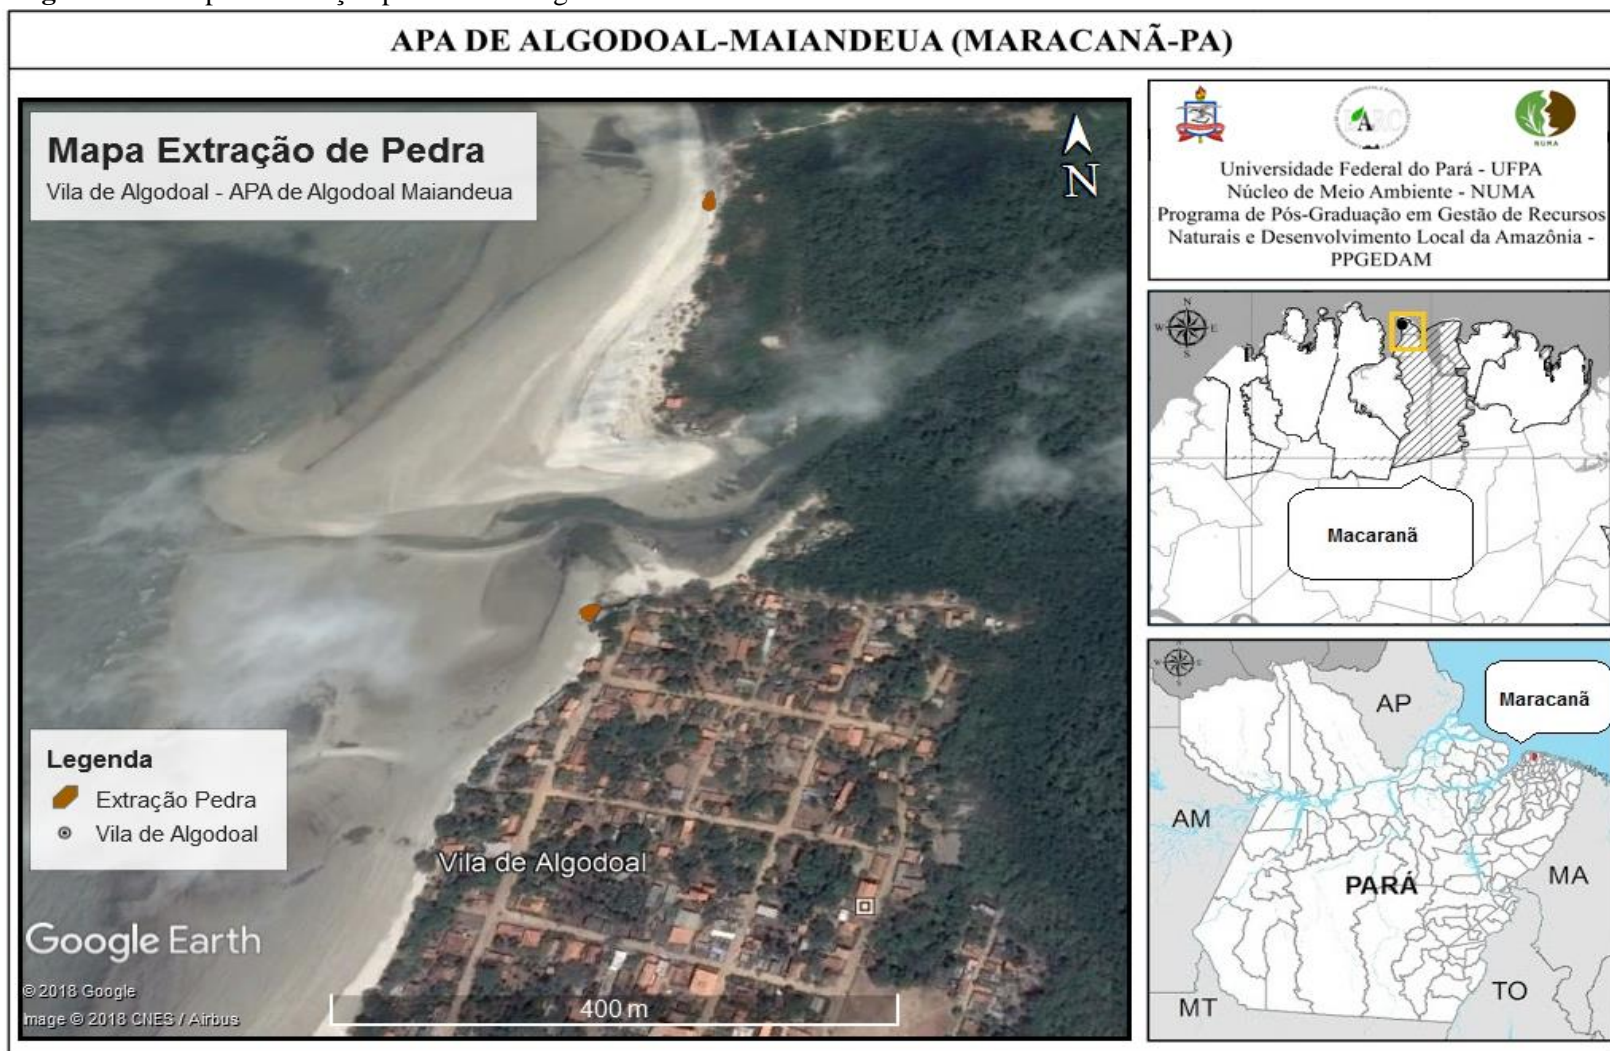 APA DE ALGODOAL-MAIANDEUA (MARACANÃ-PA)
Mapa Extração de Pedra
Vila de Algodoal - APA de Algodoal Maiandeua
N
Legenda
Extração Pedra
Vila de Algodoal
Vila de Algodoal
Google Earth
© 2018 Google
Image © 2018 CNES / Airbus
400 m
NUMA
Universidade Federal do Pará - UFPA
Núcleo de Meio Ambiente - NUMA
Programa de Pós-Graduação em Gestão de Recursos
Naturais e Desenvolvimento Local da Amazônia -
PPGEDAM
N
W E
S
Macaranã
AP
Maracanã
AM
PARÁ
MA
MT
TO